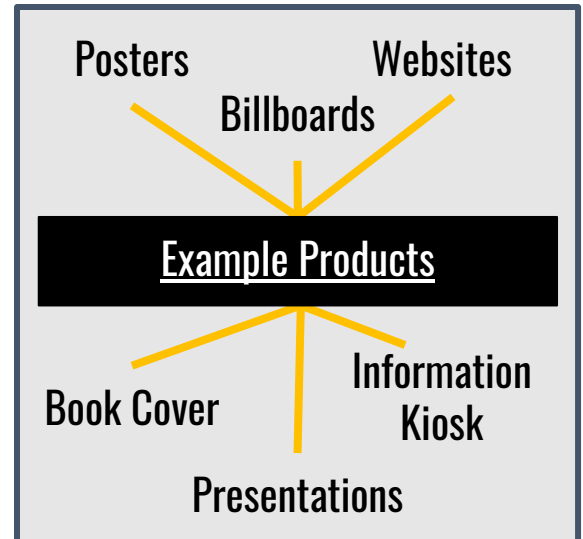 Posters
Websites
Billboards
Example Products
Book Cover
Information
Kiosk
Presentations